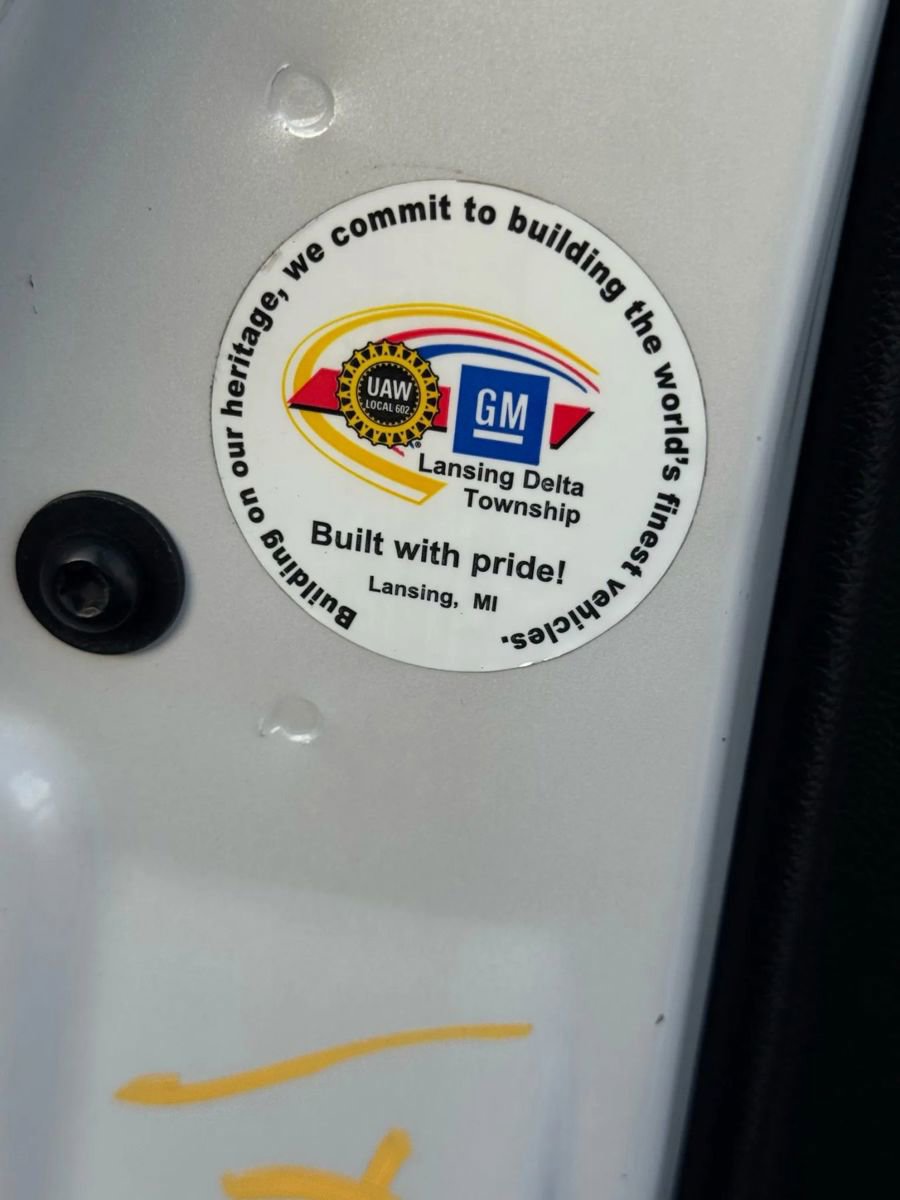 Building on our heritage, we commit to building the world's finest vehicles.
UAW
LOCAL 602
®
GM
Lansing Delta
Township
Built with pride!
Lansing, MI